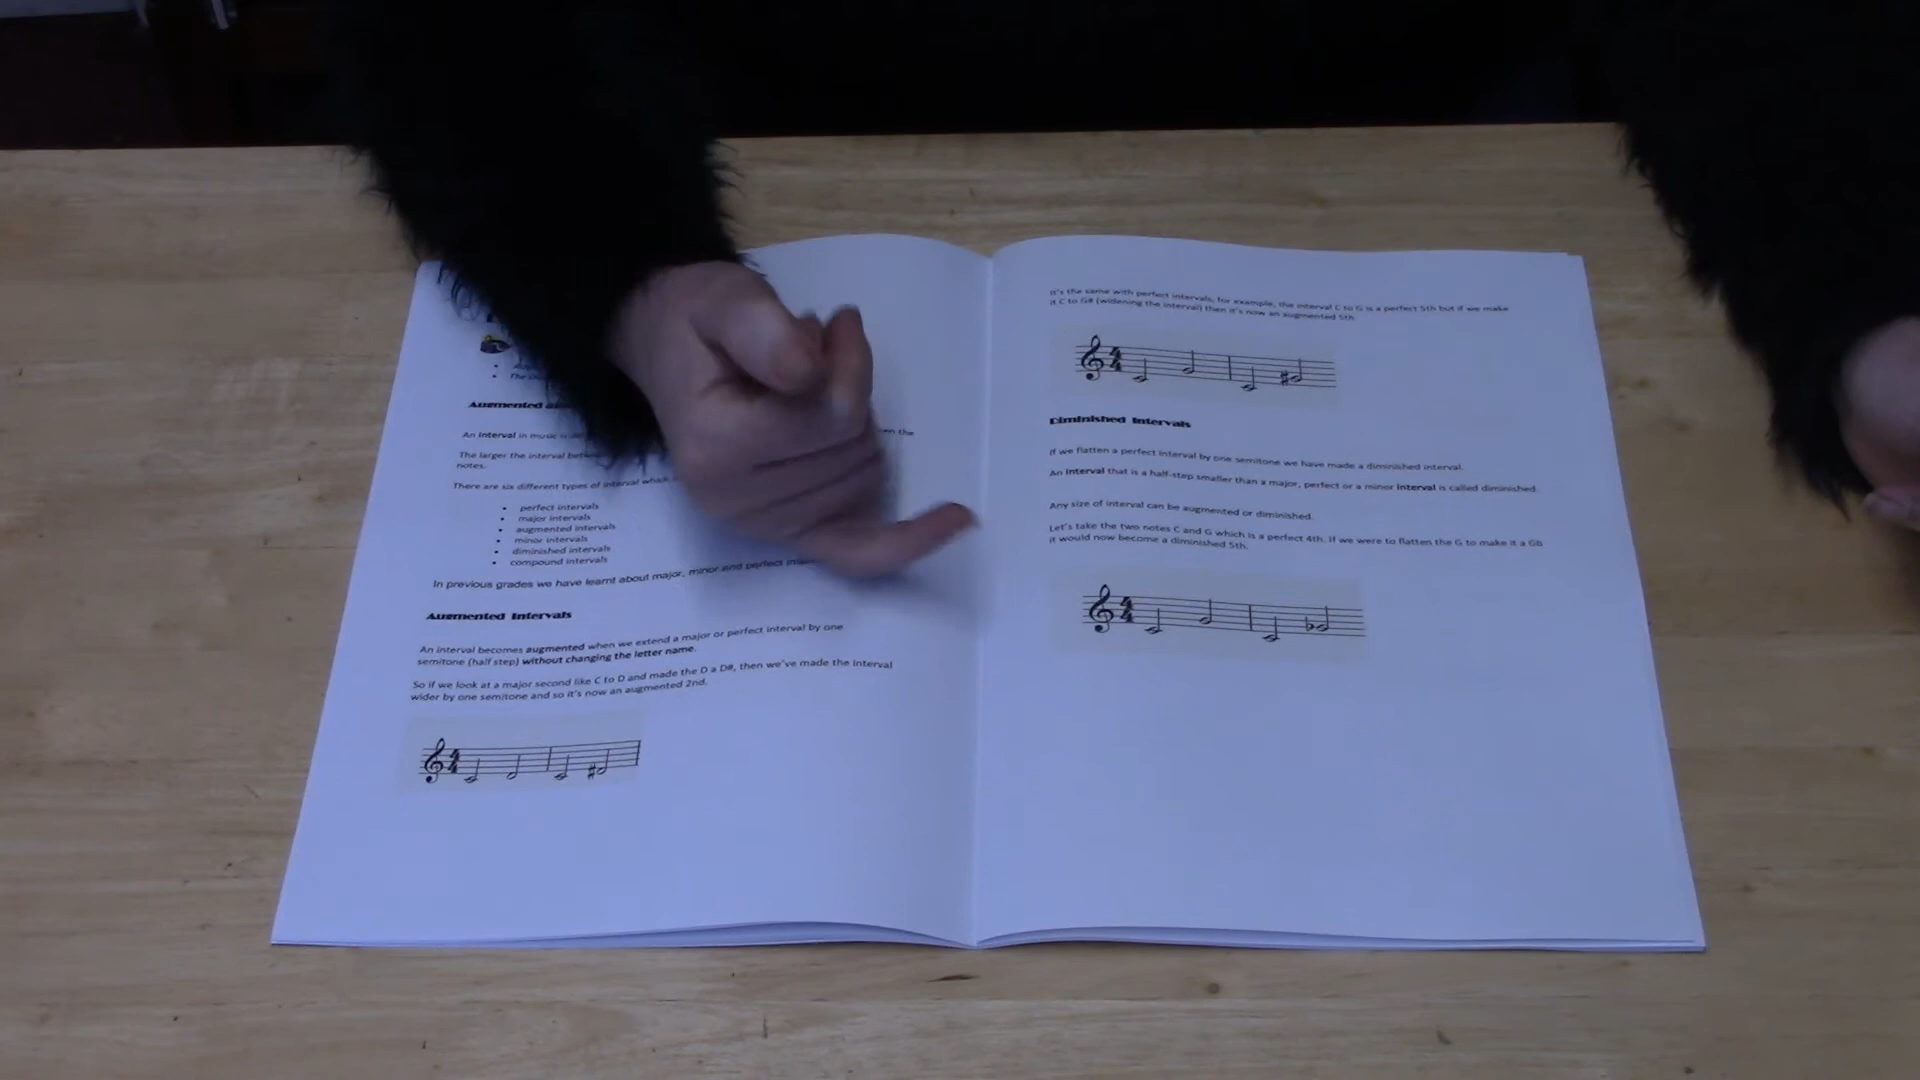 Augmented
An interval in music is
en the
The larger the interval
notes.
There are six different types of interval which
• perfect intervals
• major intervals
• augmented intervals
• minor intervals
• diminished intervals
• compound intervals
In previous grades we have learnt about major, minor and perfect
Augmented Intervals
An interval becomes augmented when we extend a major or perfect interval by one
semitone (half step) without changing the letter name.
So if we look at a major second like C to D and made the D a D#, then we've made the interval
wider by one semitone and so it's now an augmented 2nd.
It's the same with perfect intervals, for example, the interval C to G is a perfect 5th but if we make
it C to G# (widening the interval) then it's now an augmented 5th.
Diminished Intervals
If we flatten a perfect interval by one semitone we have made a diminished interval.
An interval that is a half-step smaller than a major, perfect or a minor interval is called diminished.
Any size of interval can be augmented or diminished.
Let's take the two notes C and G which is a perfect 4th. If we were to flatten the G to make it a Gb
it would now become a diminished 5th.